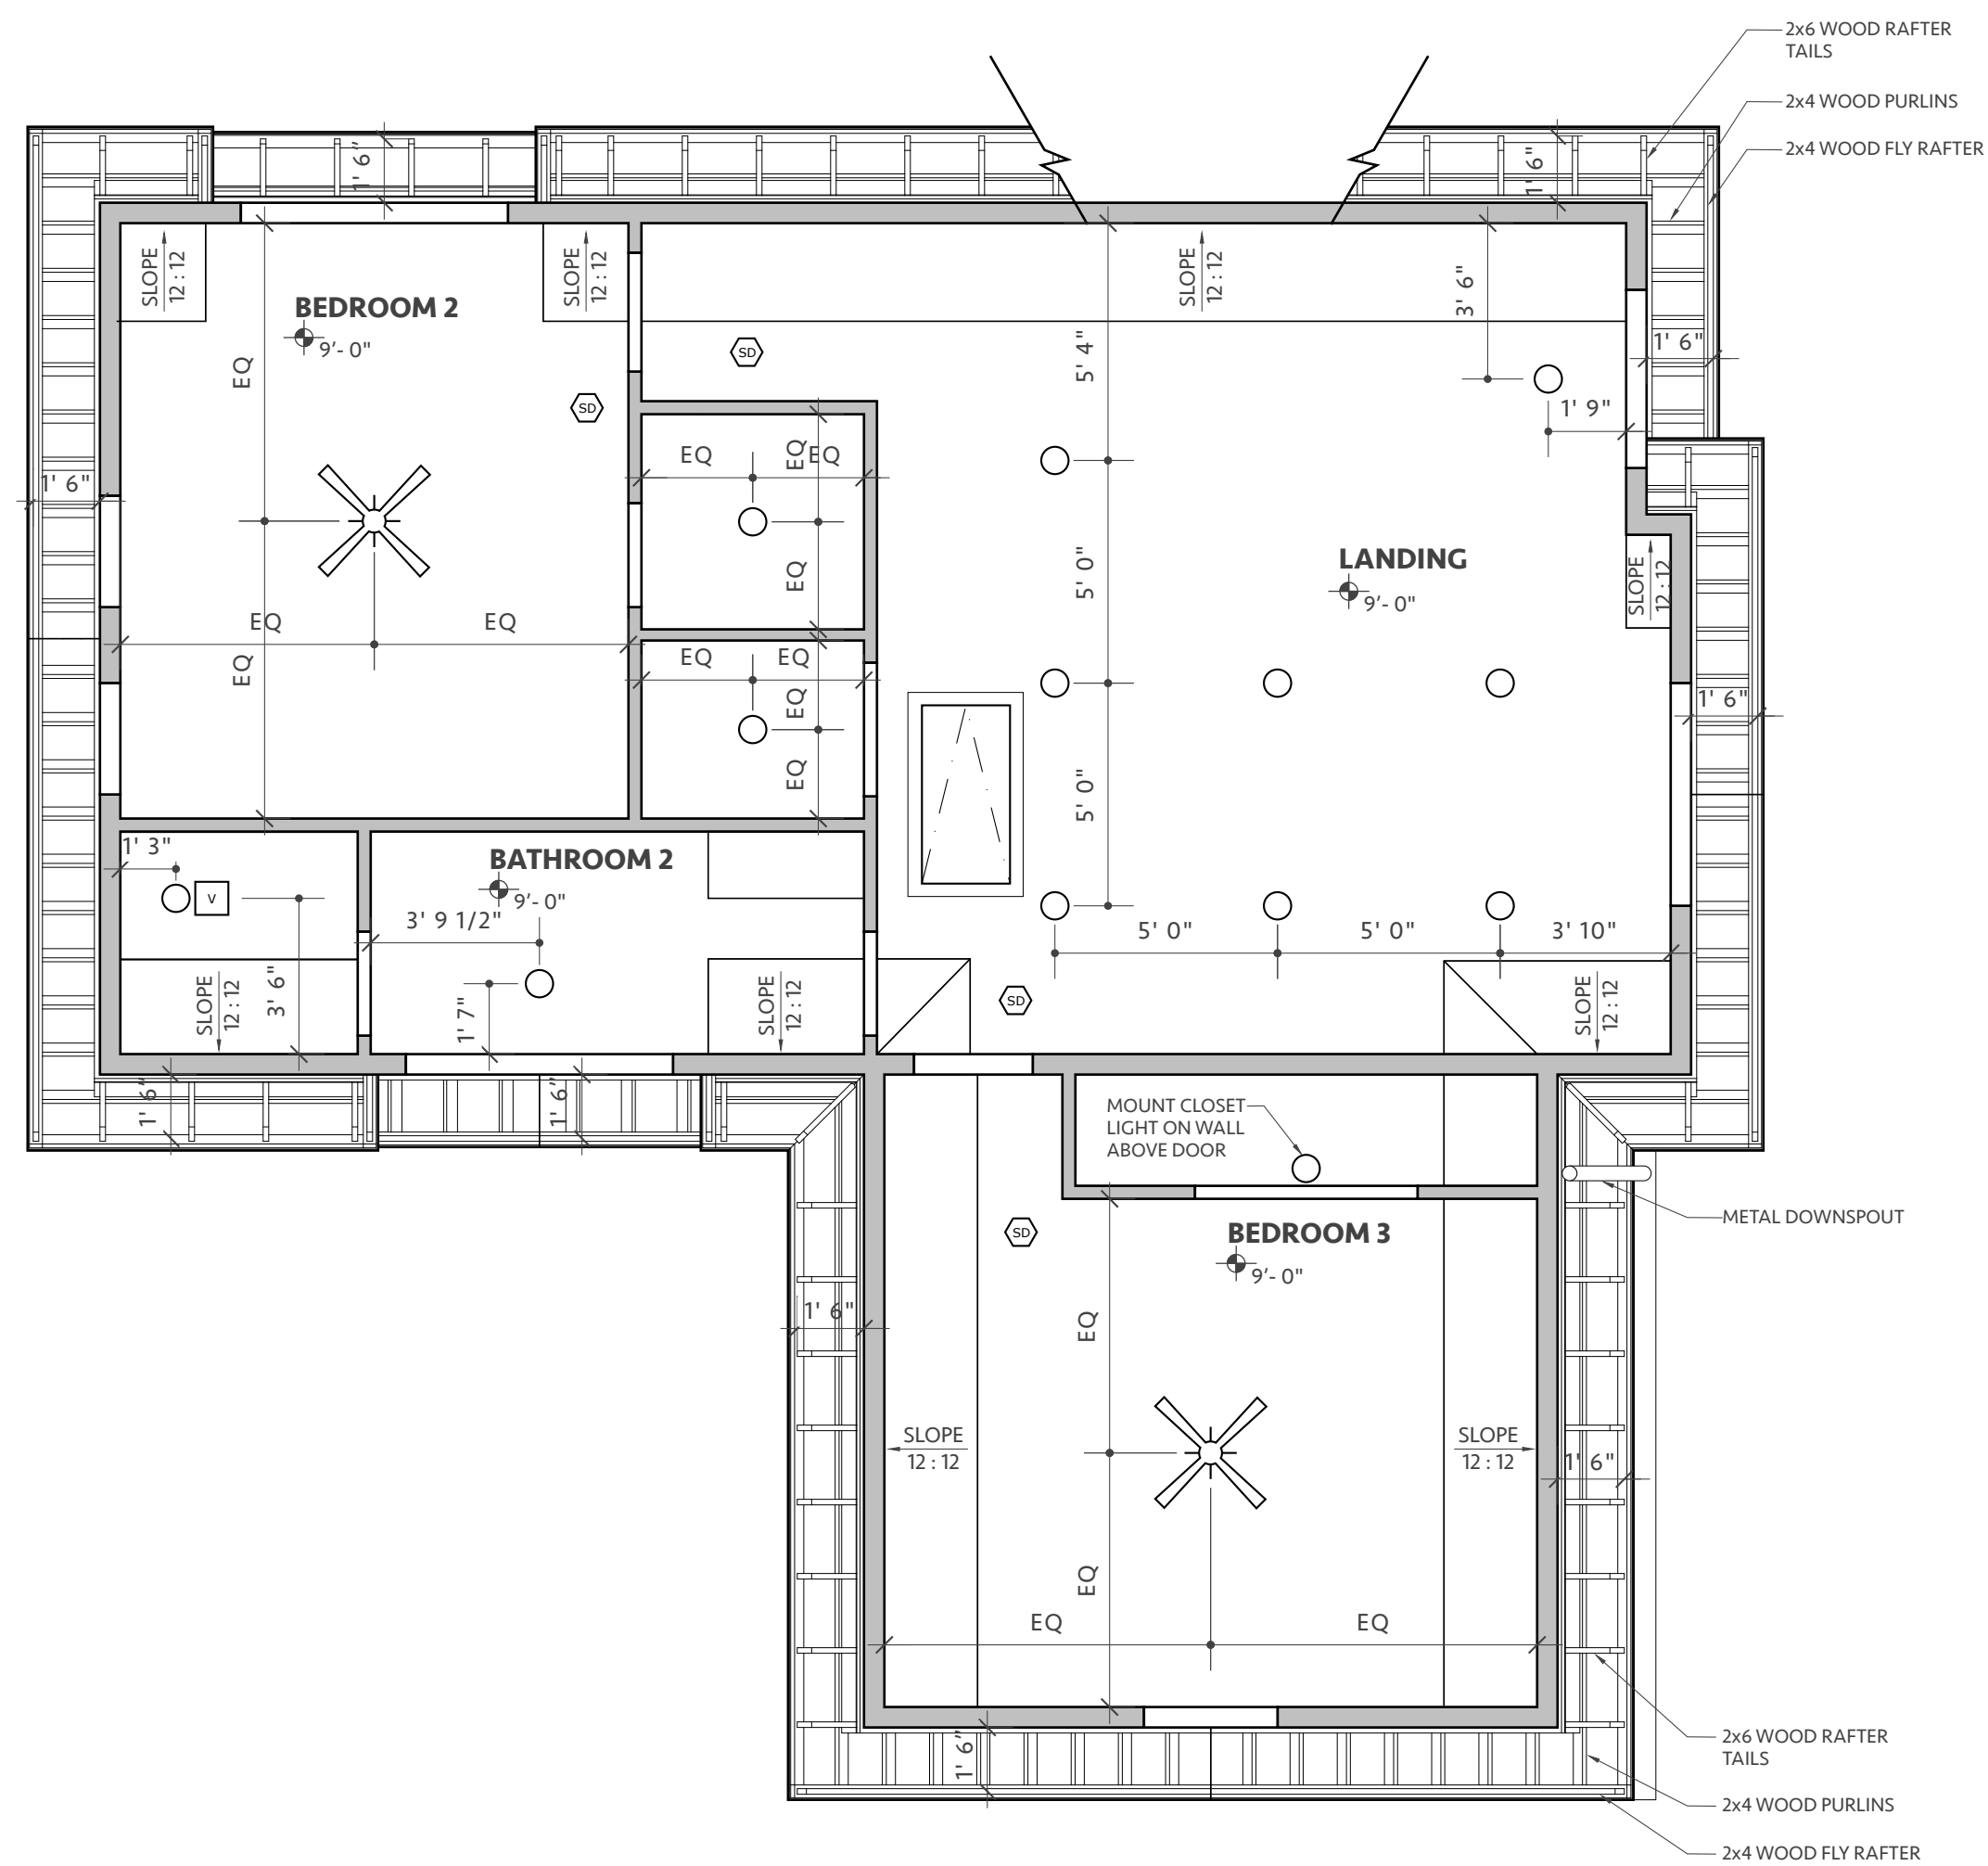 2x6 WOOD RAFTER
TAILS
2x4 WOOD PURLINS
2x4 WOOD FLY RAFTER
1' 6"
1' 6"
SLOPE
12 : 12
SLOPE
12 : 12
SLOPE
12 : 12
3' 6"
BEDROOM 2
9'- 0"
EQ
SD
5' 4"
1' 6"
SD
1' 9"
EQ
EQ
EQ
1' 6"
LANDING
9'- 0"
EQ
5' 0"
SLOPE
12 : 12
EQ
EQ
EQ
EQ
EQ
EQ
1' 6"
EQ
5' 0"
1' 3"
V
BATHROOM 2
9'- 0"
3' 9 1/2"
5' 0"
5' 0"
3' 10"
SLOPE
12 : 12
3' 6"
1' 7"
SLOPE
12 : 12
SD
SLOPE
12 : 12
1' 6"
1' 6"
MOUNT CLOSET
LIGHT ON WALL
ABOVE DOOR
METAL DOWNSPOUT
SD
BEDROOM 3
9'- 0"
1' 6"
EQ
SLOPE
12 : 12
SLOPE
12 : 12
1' 6"
EQ
EQ
EQ
1' 6"
2x6 WOOD RAFTER
TAILS
2x4 WOOD PURLINS
2x4 WOOD FLY RAFTER